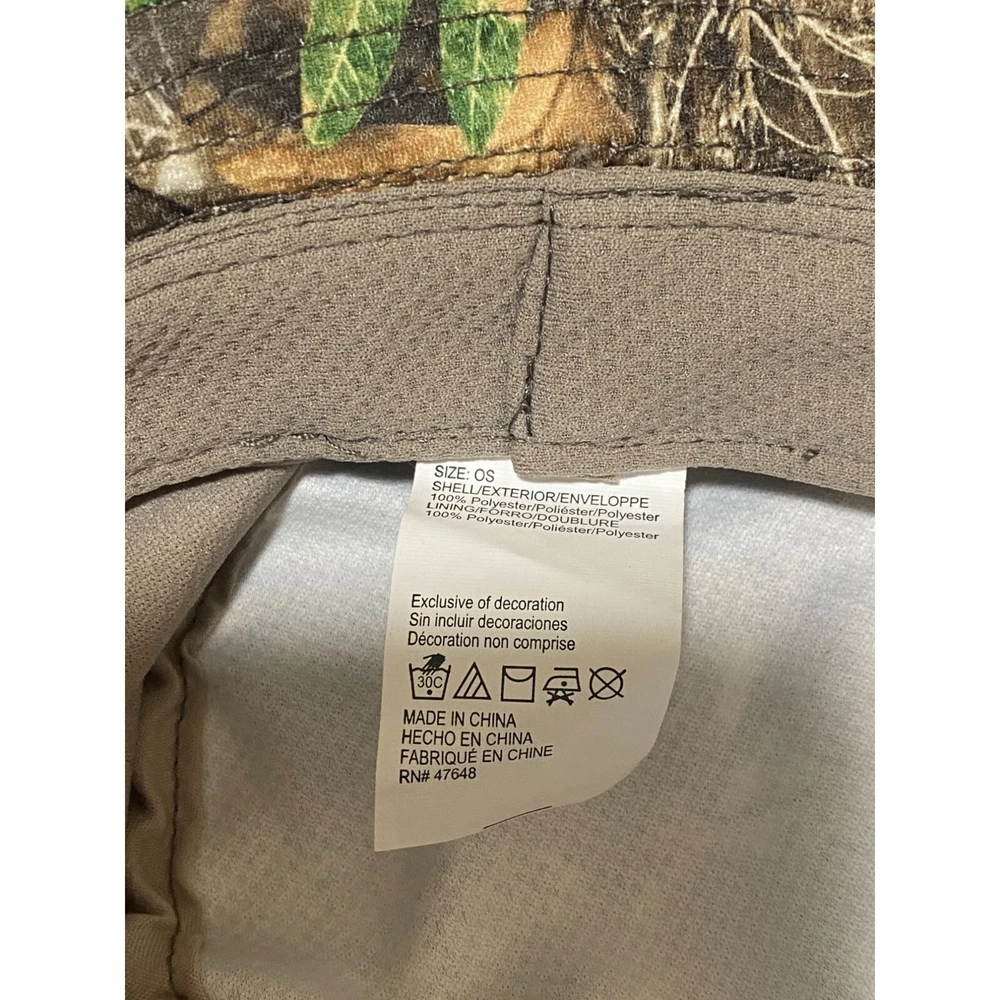 SIZE: OS
SHELL/EXTERIOR/ENVELOPPE
100% Polyester/Poliéster/Polyester
LINING/FORRO/DOUBLURE
100% Polyester/Poliéster/Polyester
Exclusive of decoration
Sin incluir decoraciones
Décoration non comprise
30C
MADE IN CHINA
HECHO EN CHINA
FABRIQUÉ EN CHINE
RN# 47648